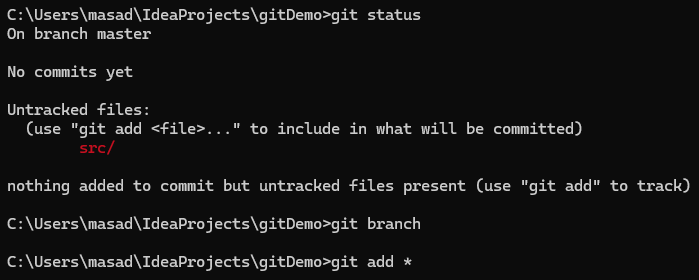 C:\Users\masad\IdeaProjects\gitDemo>git status
On branch master
No commits yet
Untracked files:
  (use "git add <file>..." to include in what will be committed)
        src/
nothing added to commit but untracked files present (use "git add" to track)
C:\Users\masad\IdeaProjects\gitDemo>git branch
C:\Users\masad\IdeaProjects\gitDemo>git add *